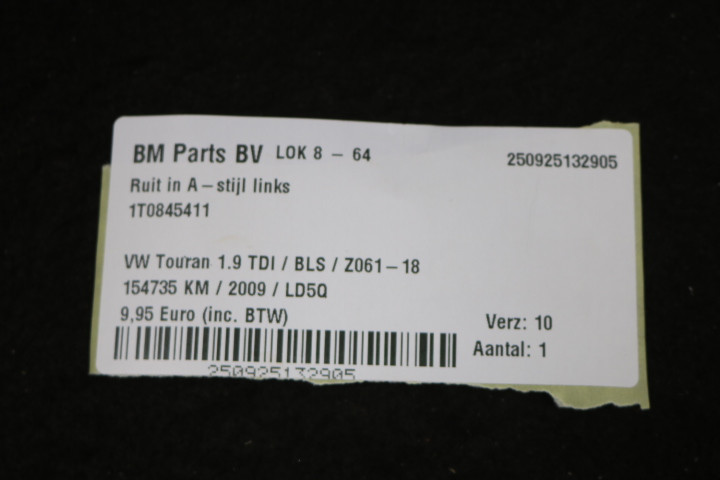 BM Parts BV LOK 8 - 64 250925132905
Ruit in A-stijl links
1T0845411
VW Touran 1.9 TDI / BLS / Z061-18
154735 KM / 2009 / LD5Q
9,95 Euro (inc. BTW) Verz: 10
Aantal: 1
250925132905